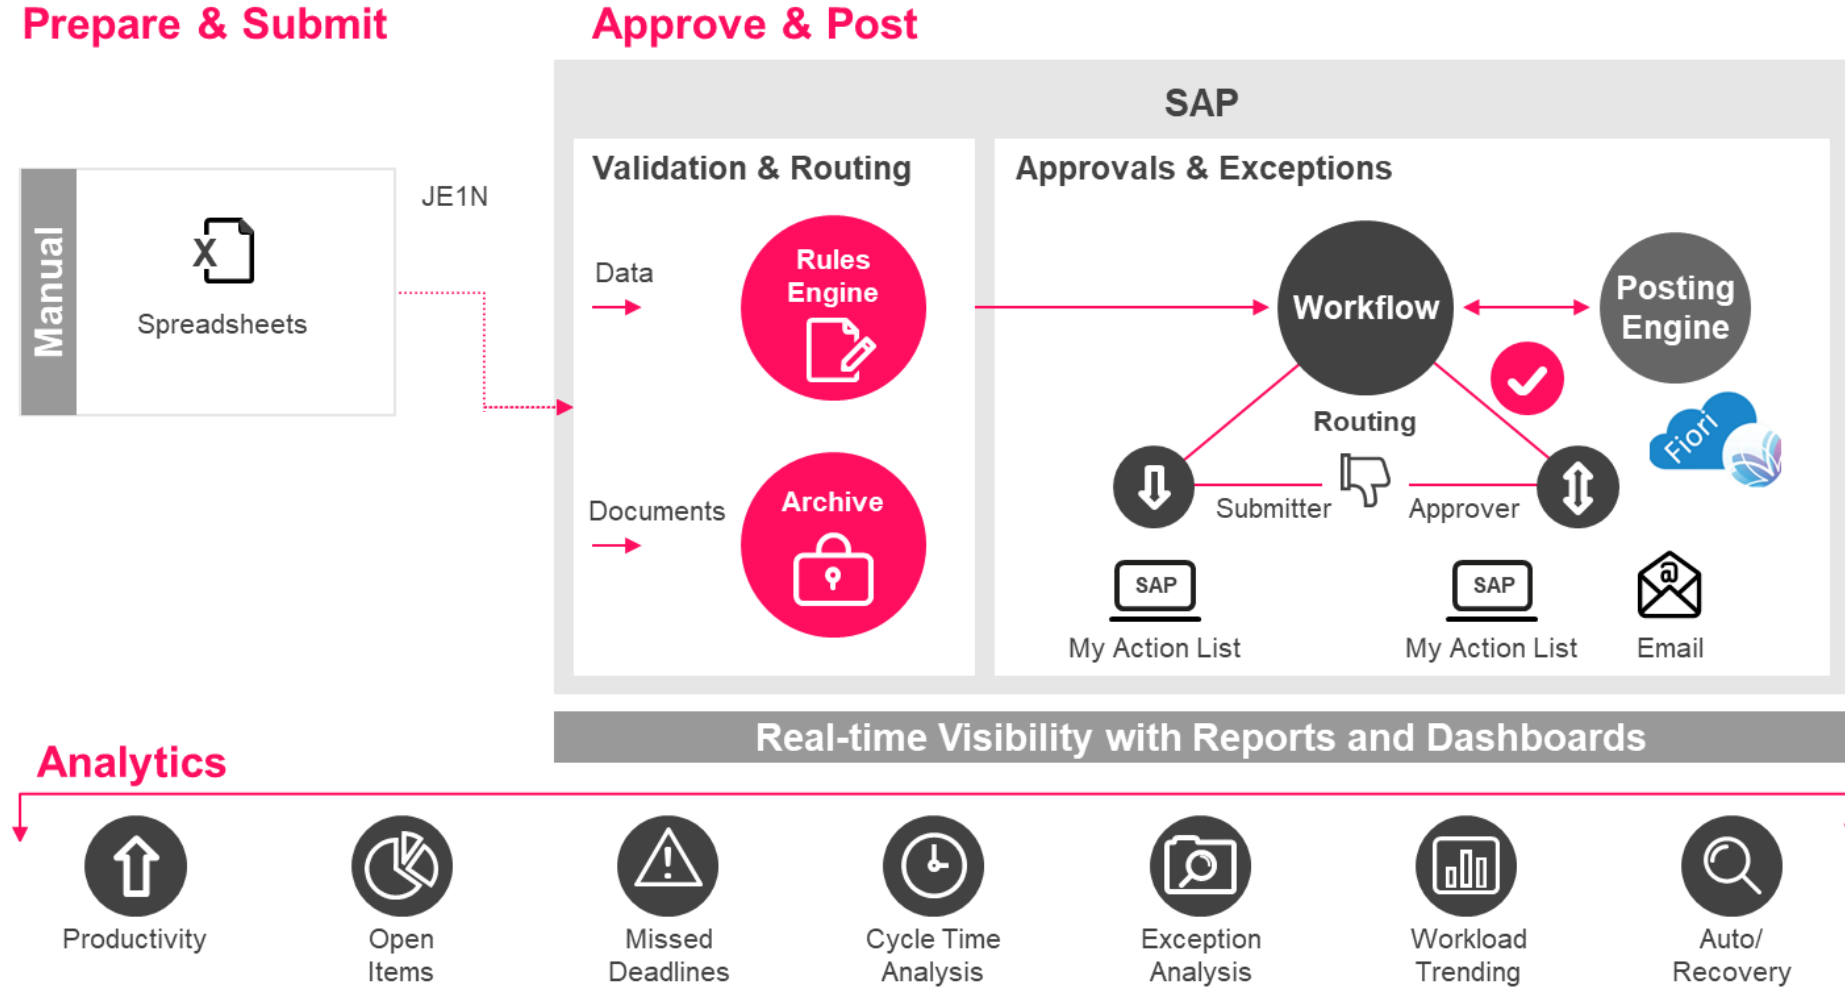 Prepare & Submit
Approve & Post
SAP
Manual
X
Spreadsheets
JE1N
Validation & Routing
Data
Rules
Engine
Documents
Archive
Approvals & Exceptions
Workflow
Posting
Engine
Routing
Fiori
Submitter
Approver
SAP
My Action List
SAP
My Action List
@
Email
Real-time Visibility with Reports and Dashboards
Analytics
Productivity
Open
Items
Missed
Deadlines
Cycle Time
Analysis
Exception
Analysis
Workload
Trending
Auto/
Recovery